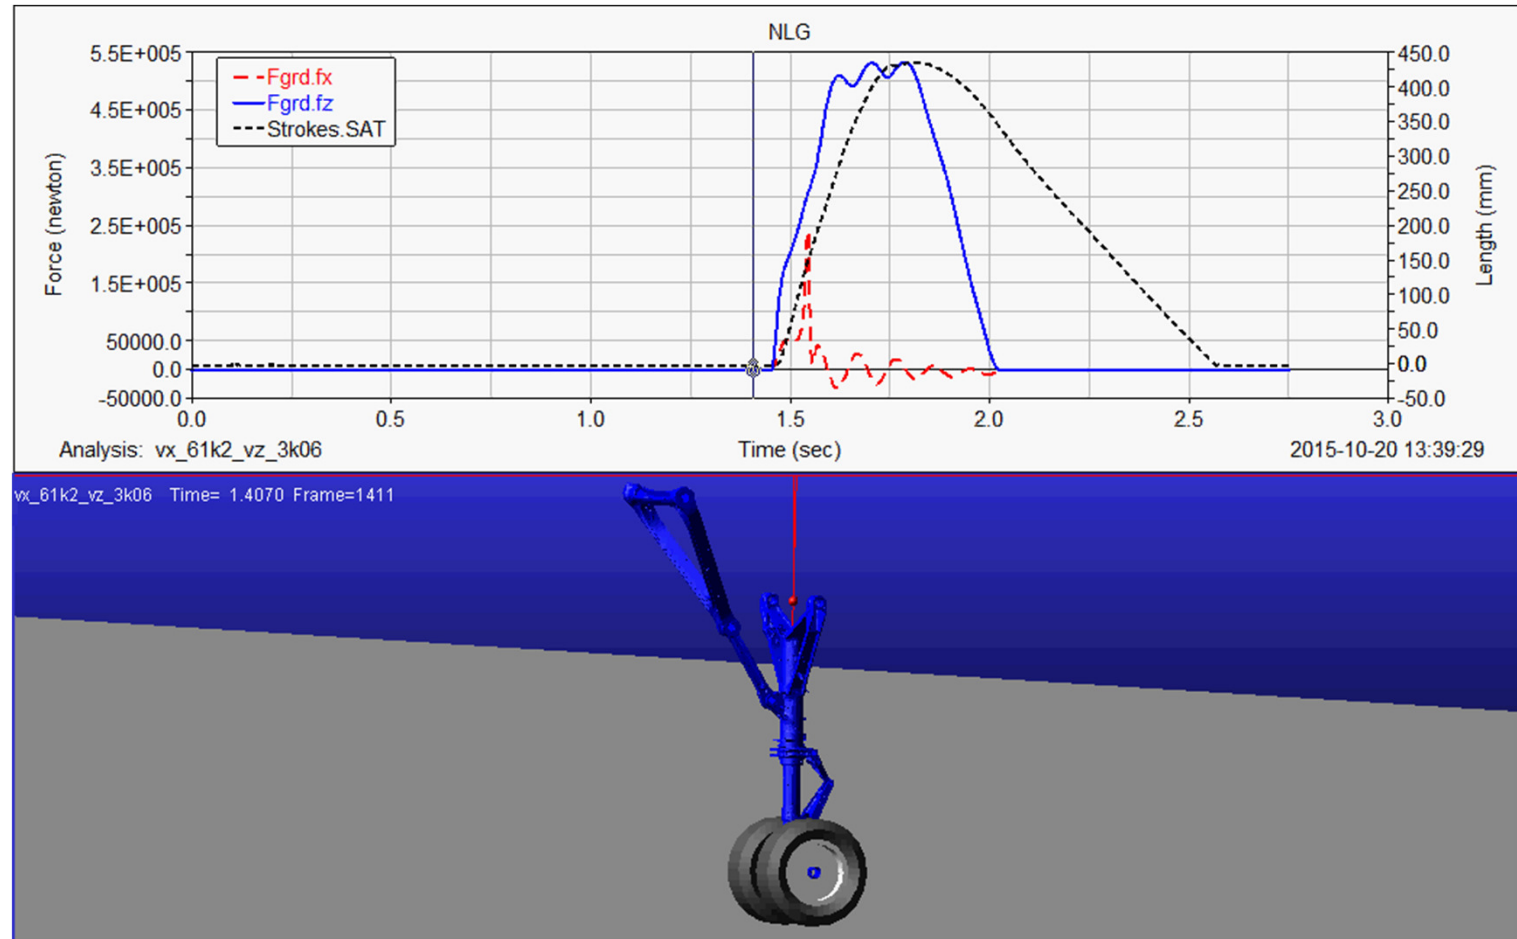 NLG
5.5E+005
4.5E+005
3.5E+005
2.5E+005
1.5E+005
50000.0
0.0
-50000.0
Force (newton)
Fgrd.fx
Fgrd.fz
Strokes.SAT
450.0
400.0
350.0
300.0
250.0
200.0
150.0
100.0
50.0
0.0
-50.0
Length (mm)
0.0 0.5 1.0 1.5 2.0 2.5 3.0
Analysis: vx_61k2_vz_3k06 Time (sec) 2015-10-20 13:39:29
vx_61k2_vz_3k06 Time= 1.4070 Frame=1411